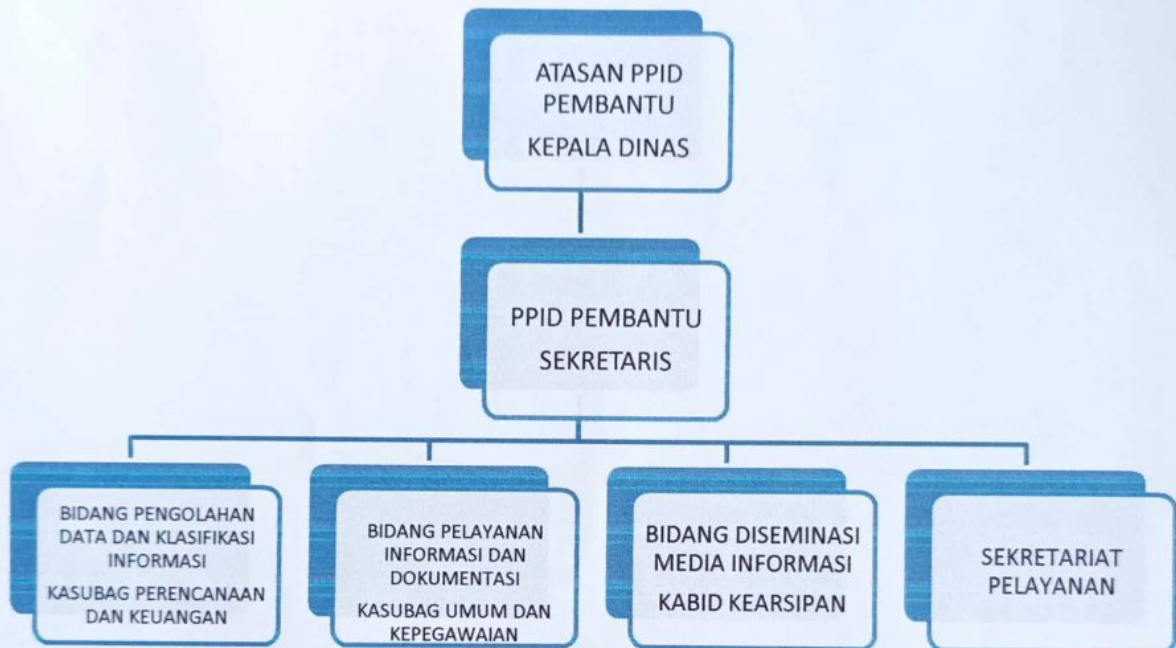 ATASAN PPID
PEMBANTU
KEPALA DINAS
PPID PEMBANTU
SEKRETARIS
BIDANG PENGOLAHAN
DATA DAN KLASIFIKASI
INFORMASI
KASUBAG PERENCANAAN
DAN KEUANGAN
BIDANG PELAYANAN
INFORMASI DAN
DOKUMENTASI
KASUBAG UMUM DAN
KEPEGAWAIAN
BIDANG DISEMINASI
MEDIA INFORMASI
KABID KEARSIPAN
SEKRETARIAT
PELAYANAN